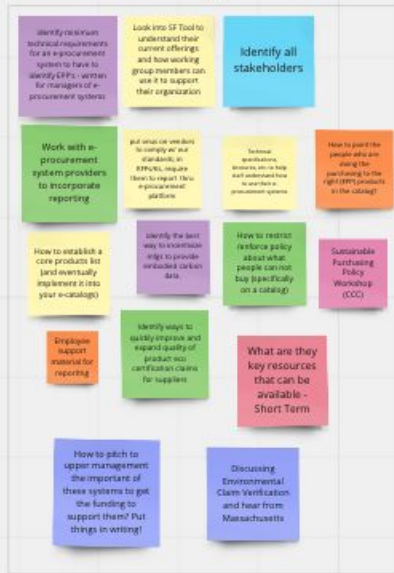 Identify minimum
technical requirements
for an e-procurement
system to have to
identify EPPs - written
for managers of e-
procurement systems
Look into SF Tool to
understand their
current offerings
and how working
group members can
use it to support
their organization
Identify all
stakeholders
Work with e-
procurement
system providers
to incorporate
reporting
put onus on vendors
to comply w/ our
standards; in
RFPs/Ks, require
them to report thru
e-procurement
platform
Technical
specifications,
resources, etc to help
start understand how
to
procurement systems
How to point the
people who are
doing the
purchasing to the
right (EPP) products
in the catalog?
How to establish a
core products list
(and eventually
implement it into
your e-catalogs)
Identify the best
way to incentivize
mfgs to provide
embodied carbon
data.
How to restrict
/enforce policy
about what
people can not
buy (specifically
on a catalog)
Sustainable
Purchasing
Policy
Workshop
(CCC)
Employee
support
material for
reporting
Identify ways to
quickly improve and
expand quality of
product eco
certification claims
for suppliers
What are they
key resources
that can be
available -
Short Term
How to pitch to
upper management
the important of
these systems to get
the funding to
support them? Put
things in writing!
Discussing
Environmental
Claim Verification
and hear from
Massachusetts